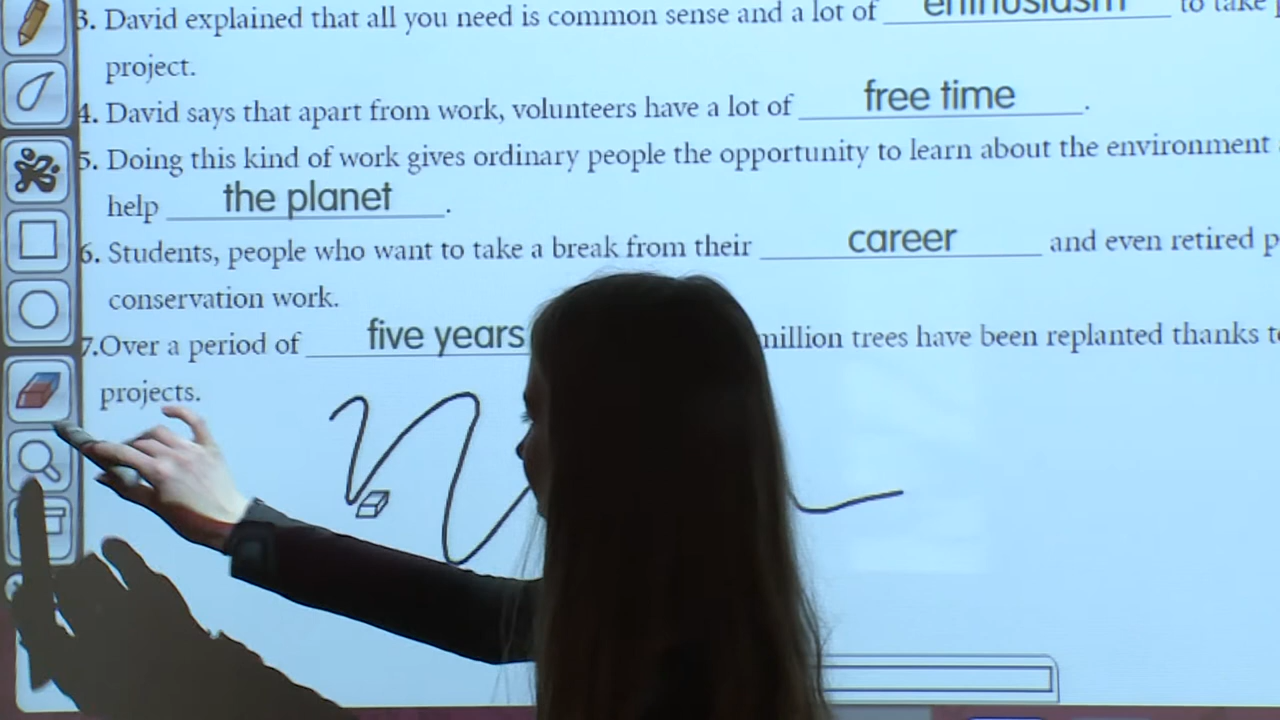 3. David explained that all you need is common sense and a lot of enthusiasm to take
project.
4. David says that apart from work, volunteers have a lot of free time.
5. Doing this kind of work gives ordinary people the opportunity to learn about the environment
help the planet.
6. Students, people who want to take a break from their career and even retired
conservation work.
7.Over a period of five years million trees have been replanted thanks
projects.